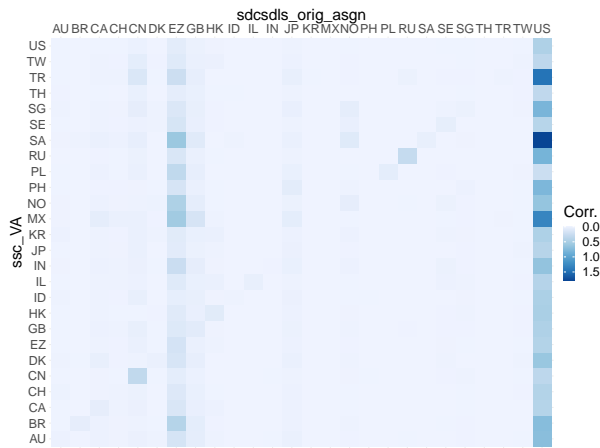 sdcsdls_orig_asgn
AU BR CA CH CN DK EZ GB HK ID IL IN JP KR MX NO PH PL RU SA SE SG TH TR TW US
US
TW
TR
TH
SG
SE
SA
RU
PL
PH
NO
MX
KR
JP
IN
IL
ID
HK
GB
EZ
DK
CN
CH
CA
BR
AU
ssc_VA
Corr.
0.0
0.5
1.0
1.5